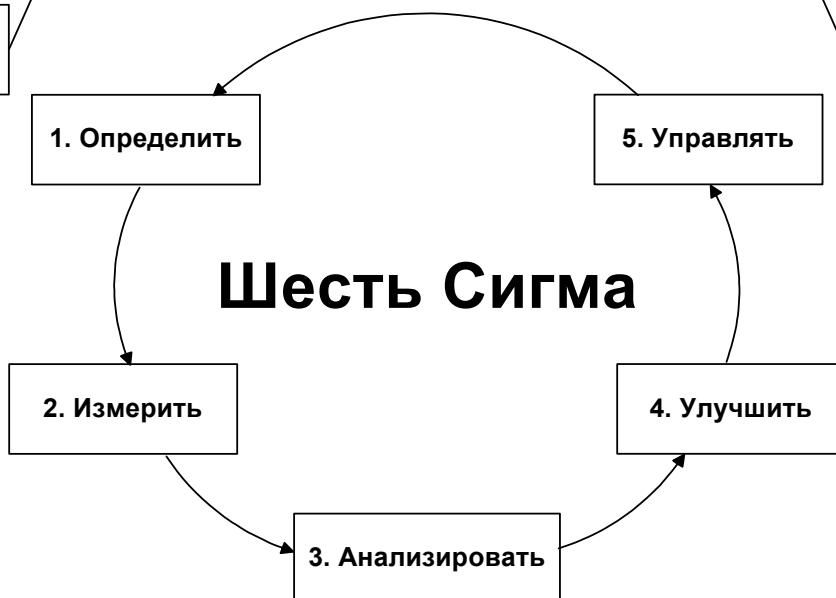 1. Определить
5. Управлять
Шесть Сигма
2. Измерить
4. Улучшить
3. Анализировать